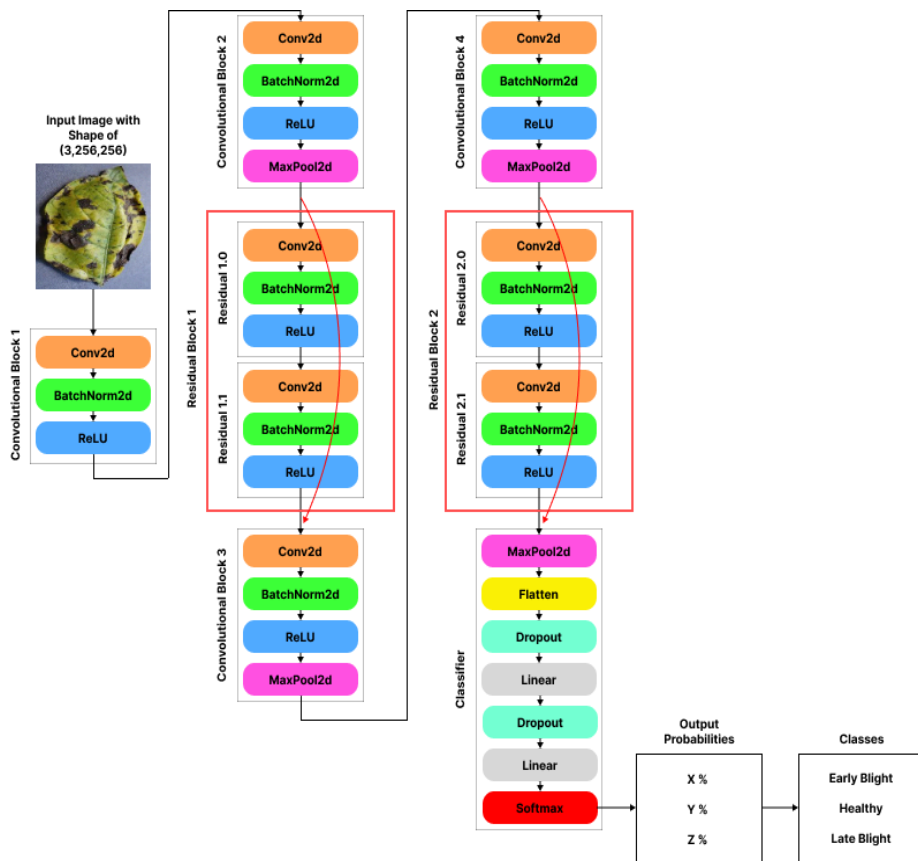 Input Image with
Shape of
(3,256,256)
Convolutional Block 1
Conv2d
BatchNorm2d
ReLU
Convolutional Block 2
Conv2d
BatchNorm2d
ReLU
MaxPool2d
Residual Block 1
Residual 1.0
Conv2d
BatchNorm2d
ReLU
Residual 1.1
Conv2d
BatchNorm2d
ReLU
Convolutional Block 3
Conv2d
BatchNorm2d
ReLU
MaxPool2d
Convolutional Block 4
Conv2d
BatchNorm2d
ReLU
MaxPool2d
Residual Block 2
Residual 2.0
Conv2d
BatchNorm2d
ReLU
Residual 2.1
Conv2d
BatchNorm2d
ReLU
Classifier
MaxPool2d
Flatten
Dropout
Linear
Dropout
Linear
Softmax
Output
Probabilities
X %
Y %
Z %
Classes
Early Blight
Healthy
Late Blight